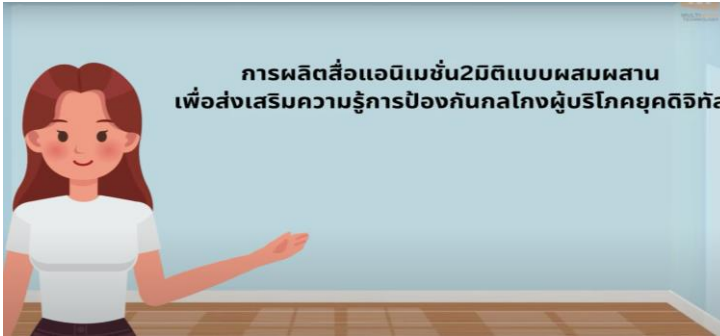 การผลิตสื่อแอนิเมชั่น2มิติแบบผสมผสาน
เพื่อส่งเสริมความรู้การป้องกันกลโกงผู้บริโภคยุคดิจิทัล